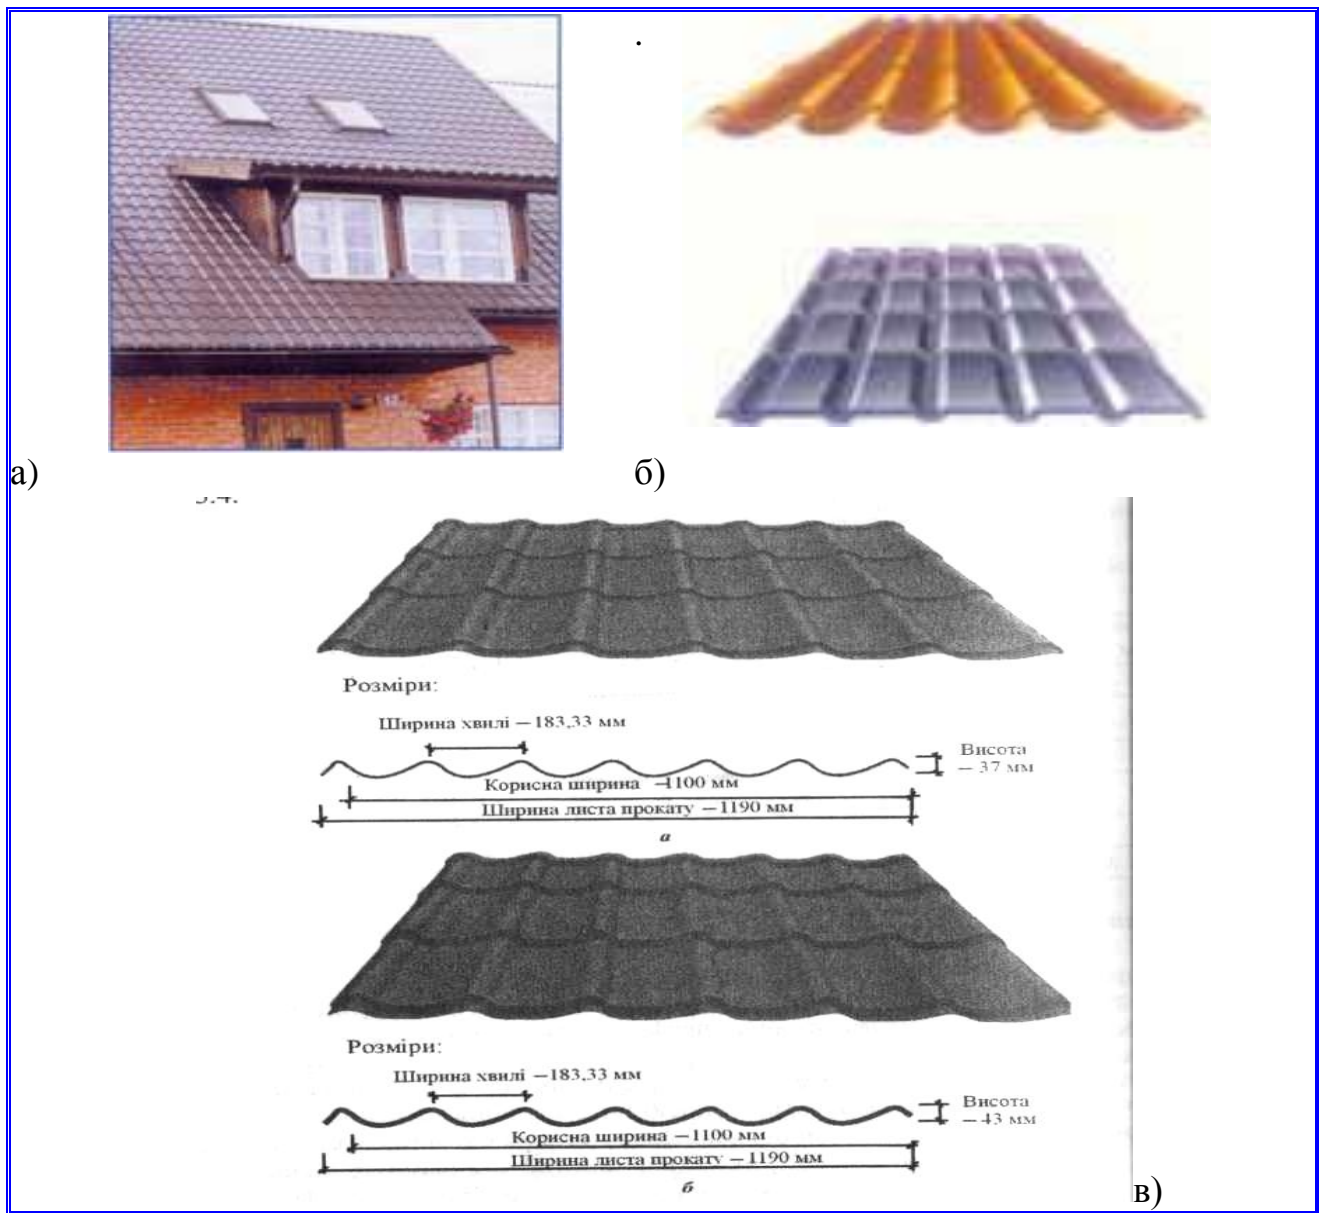 .
а)
б)
Розміри:
Ширина хвилі – 183,33 мм
Висота
– 37 мм
Корисна ширина –1100 мм
Ширина листа прокату – 1190 мм
а
Розміри:
Ширина хвилі – 183,33 мм
Висота
– 43 мм
Корисна ширина – 1100 мм
Ширина листа прокату – 1190 мм
б
в)